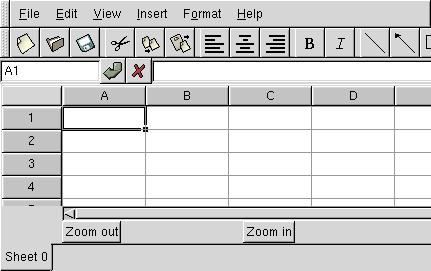 File Edit View Insert Format Help
B I
A1
A B C D
1
2
3
4
Zoom out Zoom in
Sheet 0